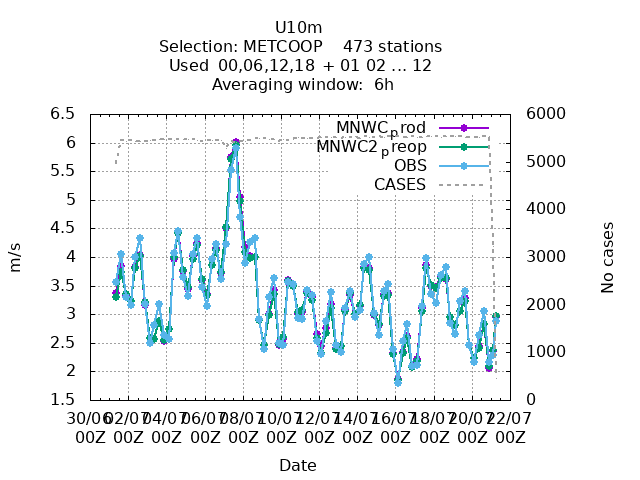 U10m
Selection: METCOOP    473 stations
Used  00,06,12,18 + 01 02 ... 12
Averaging window:  6h
6.5
6
5.5
5
4.5
4
3.5
3
2.5
2
1.5
m/s
6000
5000
4000
3000
2000
1000
0
No cases
MNWC_prod
MNWC2_preop
OBS
CASES
30/06 02/07 04/07 06/07 08/07 10/07 12/07 14/07 16/07 18/07 20/07 22/07
00Z 00Z 00Z 00Z 00Z 00Z 00Z 00Z 00Z 00Z 00Z 00Z
Date